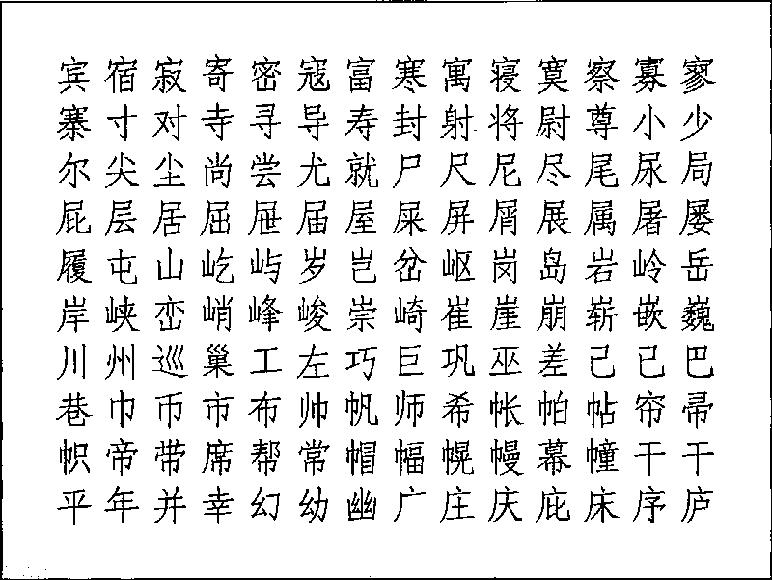 宾宿寂寄密寇富寒寓寝寞察寡寥
寨寸对寺寻导寿封射将尉尊小少
尔尖尘尚尝尤就尸尺尼尽尾尿局
屁层居屈屉届屋屎屏屑展属屠屡
履屯山屹屿岁岂岔岖岗岛岩岭岳
岸峡峦峭峰峻崇崎崔崖崩崭嵌巍
川州巡巢工左巧巨巩巫差己已巴
巷巾币市布帅帆师希帐帕帖帘帚
帜帝带席帮常帽幅幌幔幕幢干干
平年并幸幻幼幽广庄庆庇床序庐